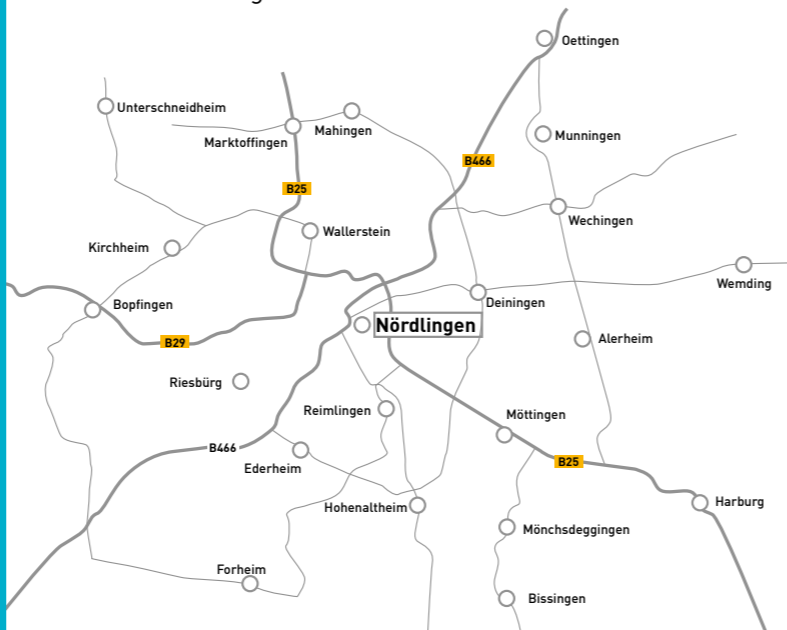 Oettingen
Unterschneidheim
Mahingen
Marktoffingen
Munningen
B466
B25
Wechingen
Wallerstein
Kirchheim
Wemding
Deiningen
Bopfingen
Nördlingen
Alerheim
B29
Riesbürg
Reimlingen
Möttingen
B466
B25
Ederheim
Harburg
Hohenaltheim
Mönchsdeggingen
Forheim
Bissingen